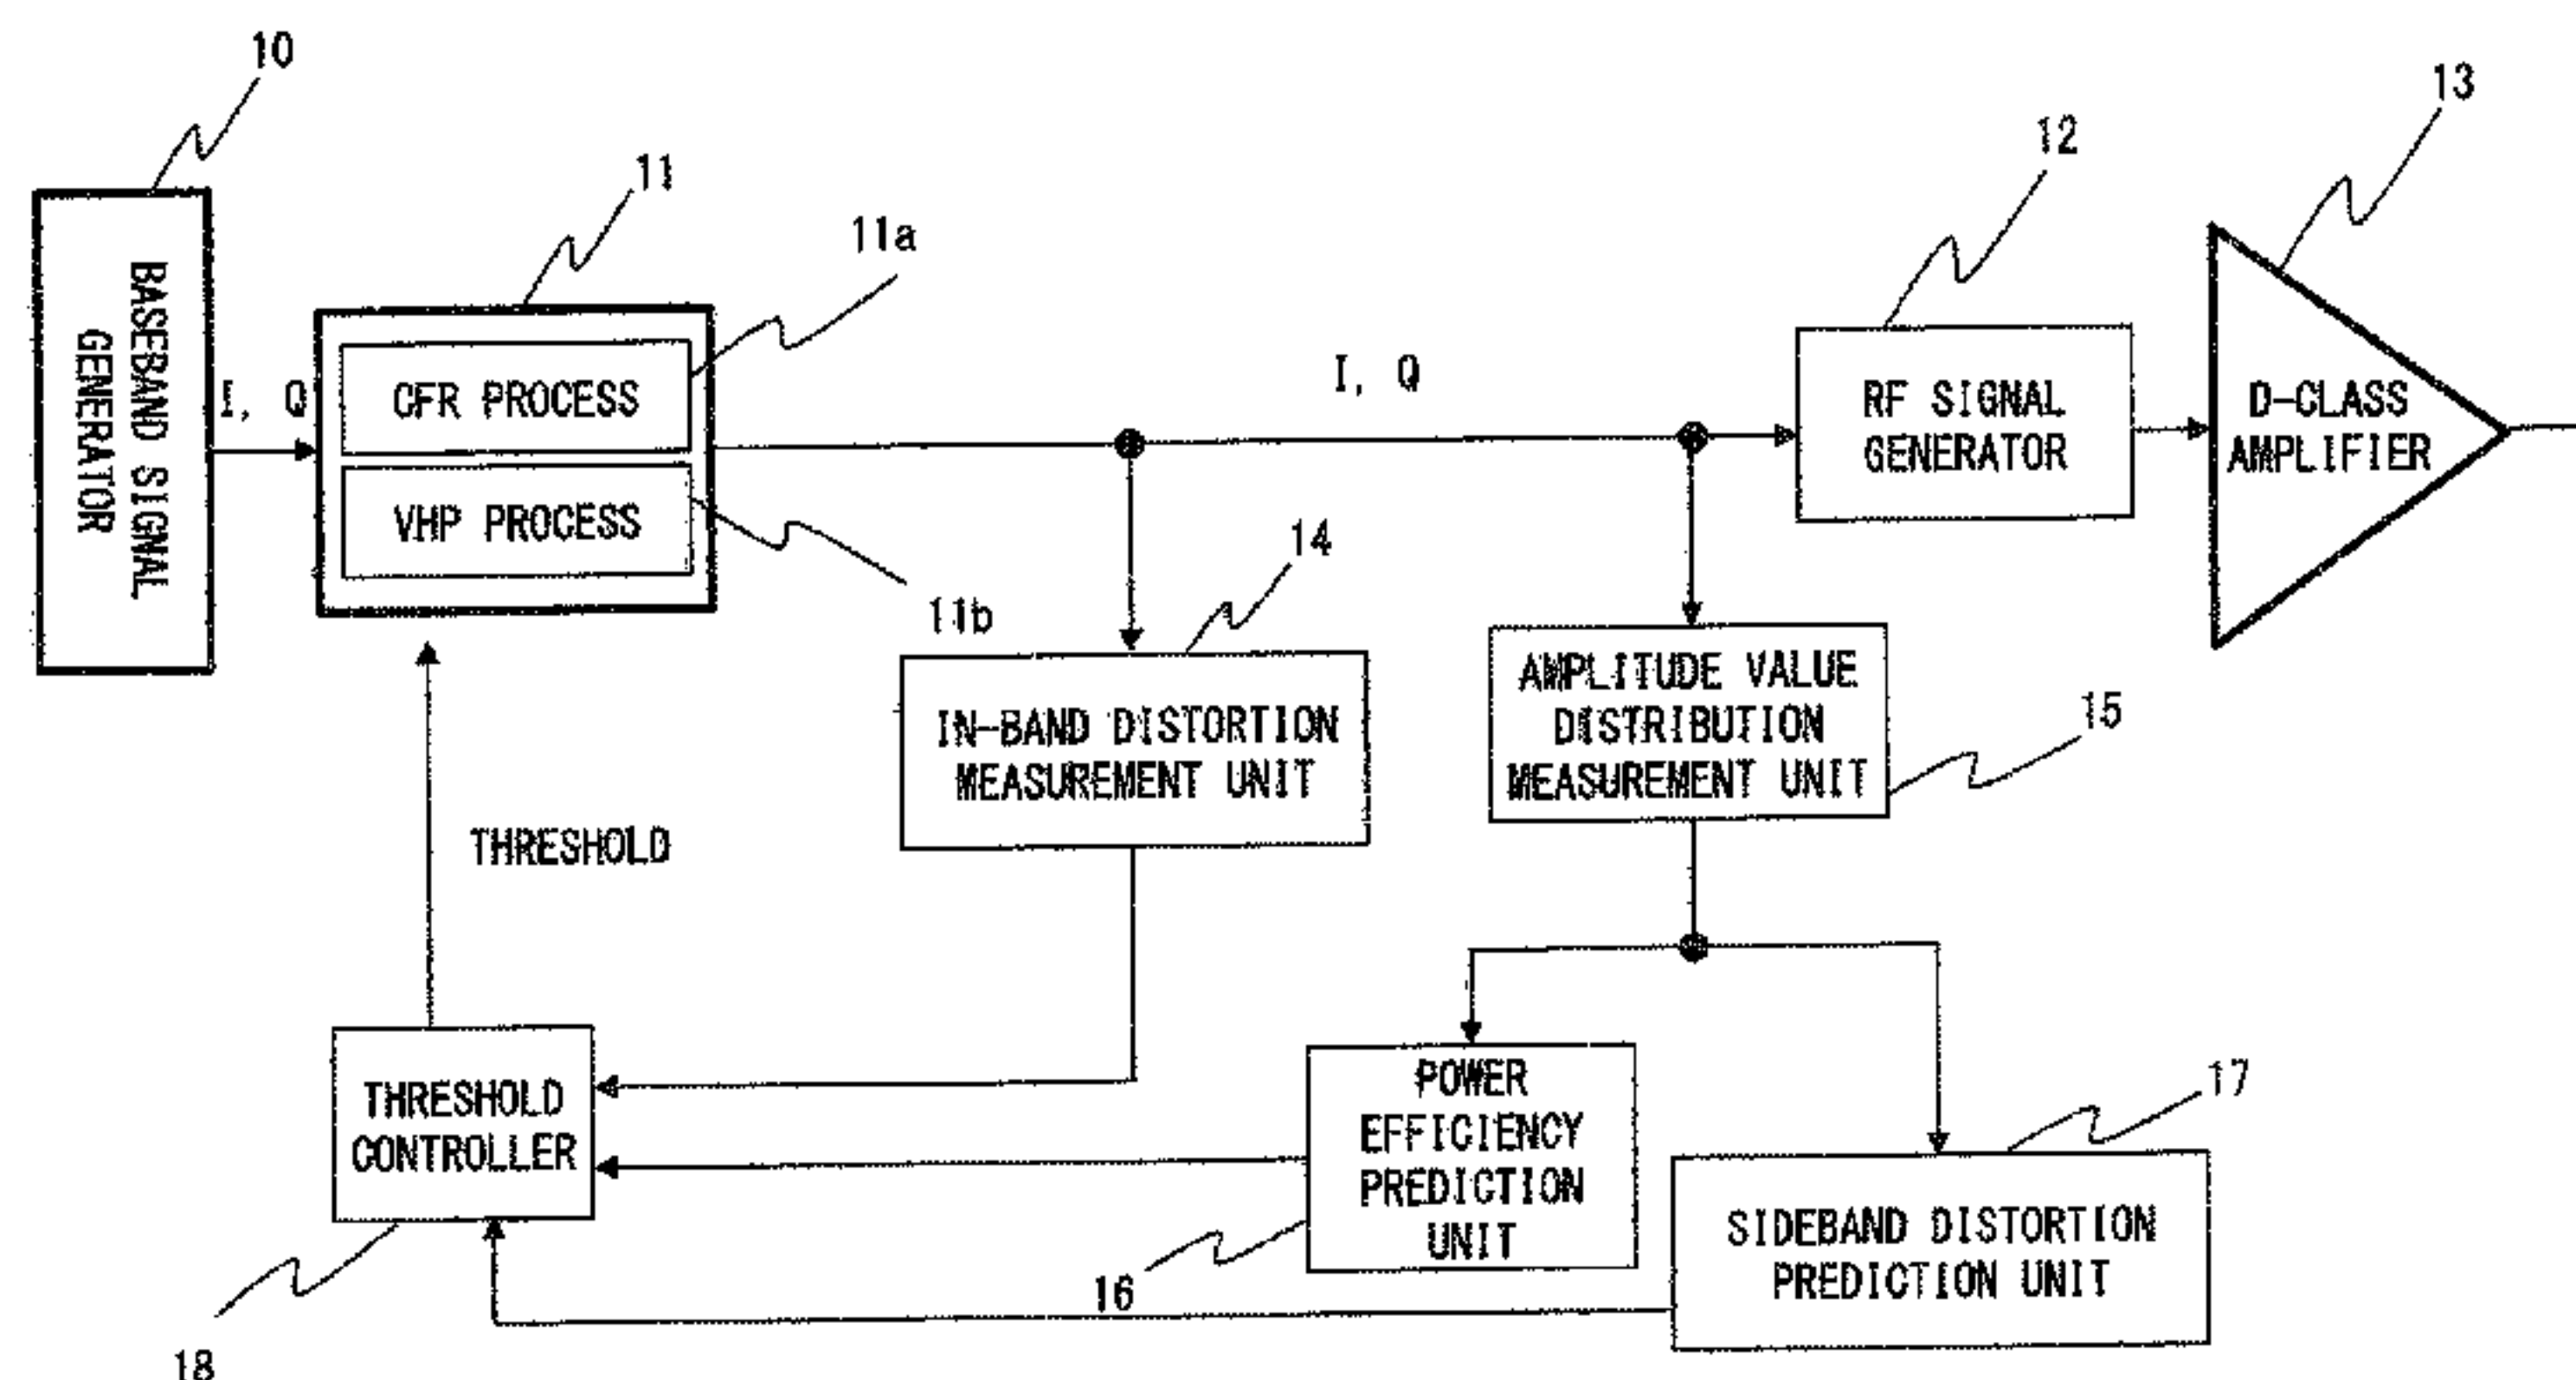 10
11
11a
12
13
BASEBAND SIGNAL
GENERATOR
I, Q
CFR PROCESS
VHP PROCESS
11b
I, Q
RF SIGNAL
GENERATOR
D-CLASS
AMPLIFIER
14
IN-BAND DISTORTION
MEASUREMENT UNIT
AMPLITUDE VALUE
DISTRIBUTION
MEASUREMENT UNIT
15
THRESHOLD
THRESHOLD
CONTROLLER
18
POWER
EFFICIENCY
PREDICTION
UNIT
16
17
SIDEBAND DISTORTION
PREDICTION UNIT